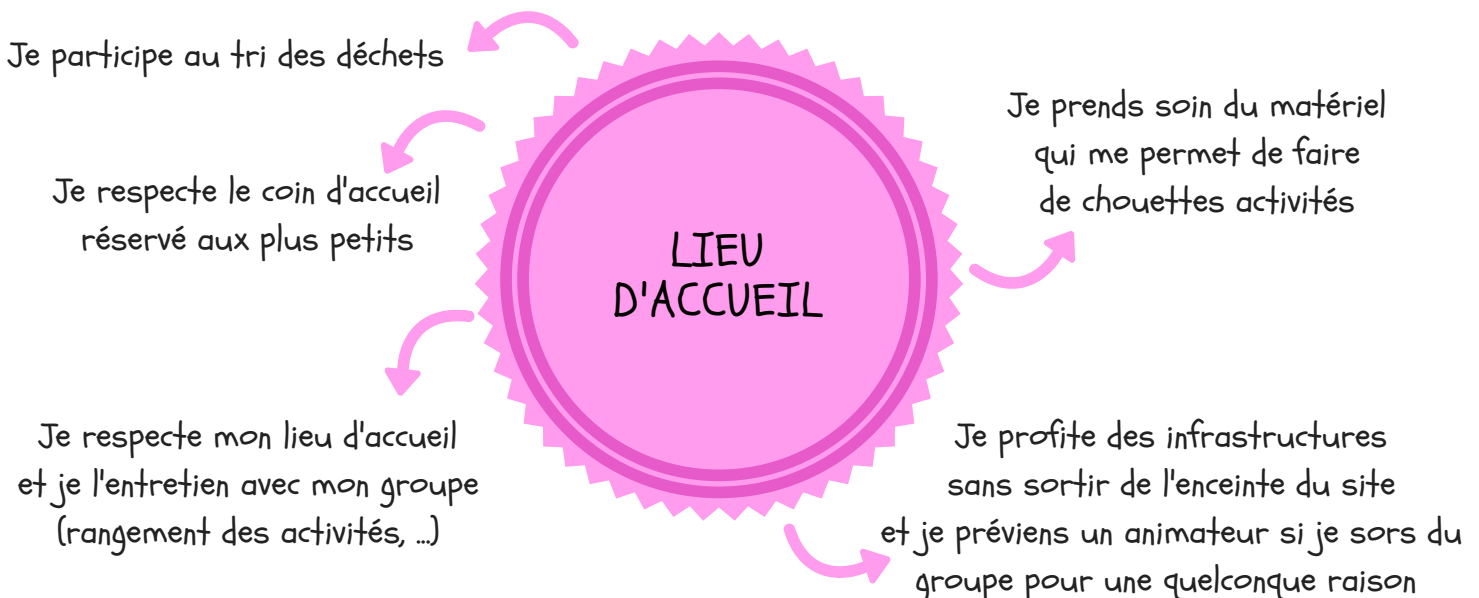 Je participe au tri des déchets
Je respecte le coin d'accueil
réservé aux plus petits
Je respecte mon lieu d'accueil
et je l'entretien avec mon groupe
(rangement des activités, ...)
LIEU
D'ACCUEIL
Je prends soin du matériel
qui me permet de faire
de chouettes activités
Je profite des infrastructures
sans sortir de l'enceinte du site
et je préviens un animateur si je sors du
groupe pour une quelconque raison